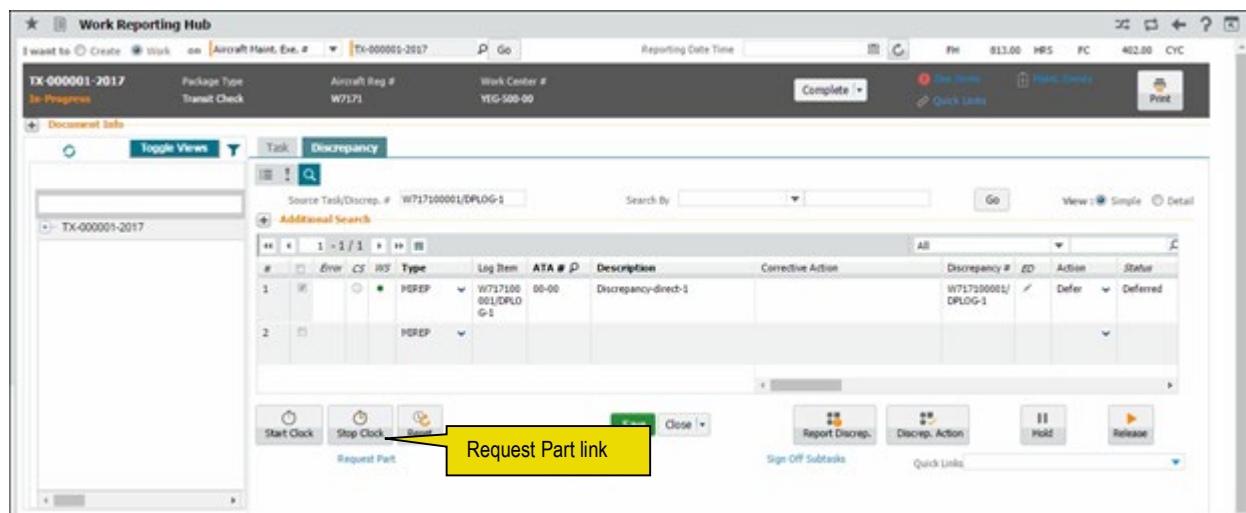 Work Reporting Hub
I want to Create Work on Aircraft Maint. Exe. # TX-000001-2017 Go Reporting Date Time FH 813.00 HRS FC 402.00 CYC
TX-000001-2017 Package Type Aircraft Reg # Work Center # Complete
In-Progress Transit Check W7171 YEG-500-00 Quick Links Print
Document Info
Toggle Views Task Discrepancy
Source Task/Discrep. # W717100001/DPLOG-1 Search By Go View : Simple Detail
Additional Search
TX-000001-2017
1 - 1 / 1 All
# Error CS WS Type Log Item ATA # Description Corrective Action Discrepancy # ED Action Status
1 MIREP W717100 00-00 Discrepancy-direct-1 W717100001/ Defer Deferred
001/DPLO DPLOG-1
G-1
2 MIREP
Start Clock Stop Clock Reset Close Report Discrep. Discrep. Action Hold Release
Request Part link
Request Part Sign Off Subtasks Quick Links